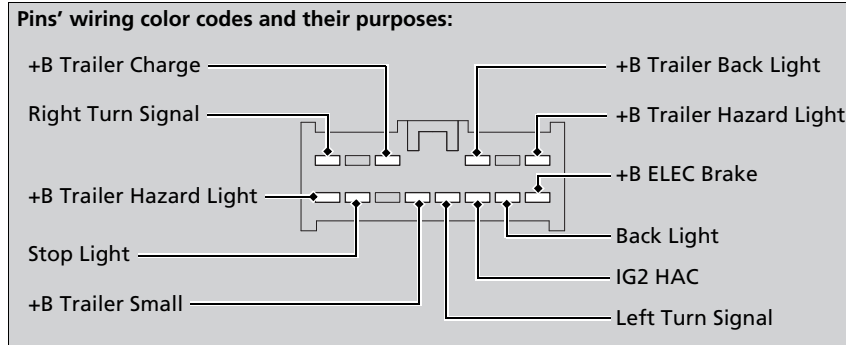 Pins’ wiring color codes and their purposes:
+B Trailer Charge
Right Turn Signal
+B Trailer Hazard Light
Stop Light
+B Trailer Small
+B Trailer Back Light
+B Trailer Hazard Light
+B ELEC Brake
Back Light
IG2 HAC
Left Turn Signal